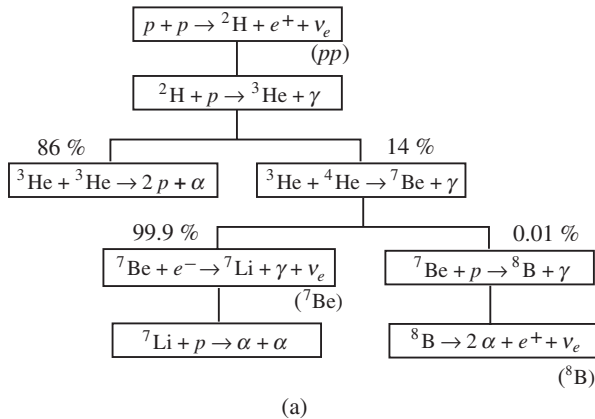 p + p → ²H + e⁺ + νₑ
(pp)
²H + p → ³He + γ
86 %
14 %
³He + ³He → 2 p + α
³He + ⁴He → ⁷Be + γ
99.9 %
0.01 %
⁷Be + e⁻ → ⁷Li + γ + νₑ
⁷Be + p → ⁸B + γ
(⁷Be)
⁷Li + p → α + α
⁸B → 2 α + e⁺ + νₑ
(⁸B)
(a)